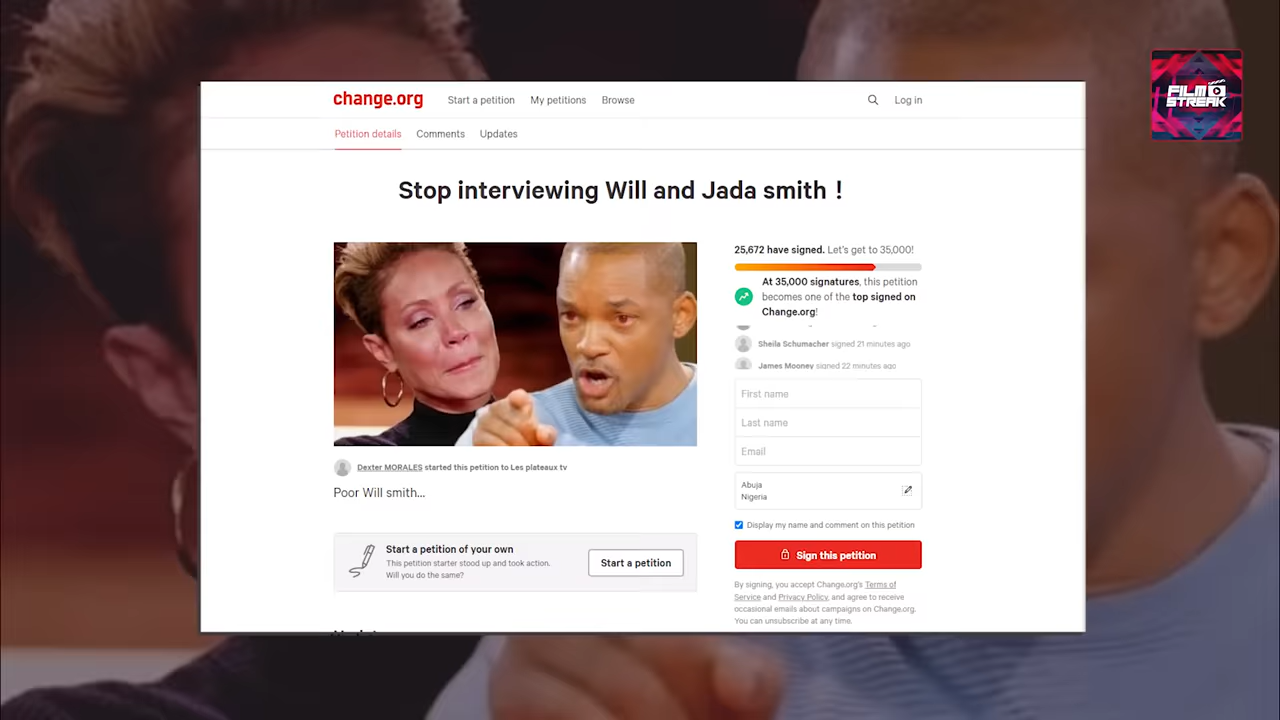 FILM
STREAK
change.org
Start a petition
My petitions
Browse
Log in
Petition details
Comments
Updates
Stop interviewing Will and Jada smith !
25,672 have signed. Let's get to 35,000!
At 35,000 signatures, this petition
becomes one of the top signed on
Change.org!
Sheila Schumacher signed 21 minutes ago
James Mooney signed 22 minutes ago
First name
Last name
Email
Abuja
Nigeria
Display my name and comment on this petition
Sign this petition
By signing, you accept Change.org's Terms of
Service and Privacy Policy, and agree to receive
occasional emails about campaigns on Change.org.
You can unsubscribe at any time.
Dexter MORALES started this petition to Les plateaux tv
Poor Will smith...
Start a petition of your own
This petition starter stood up and took action.
Will you do the same?
Start a petition